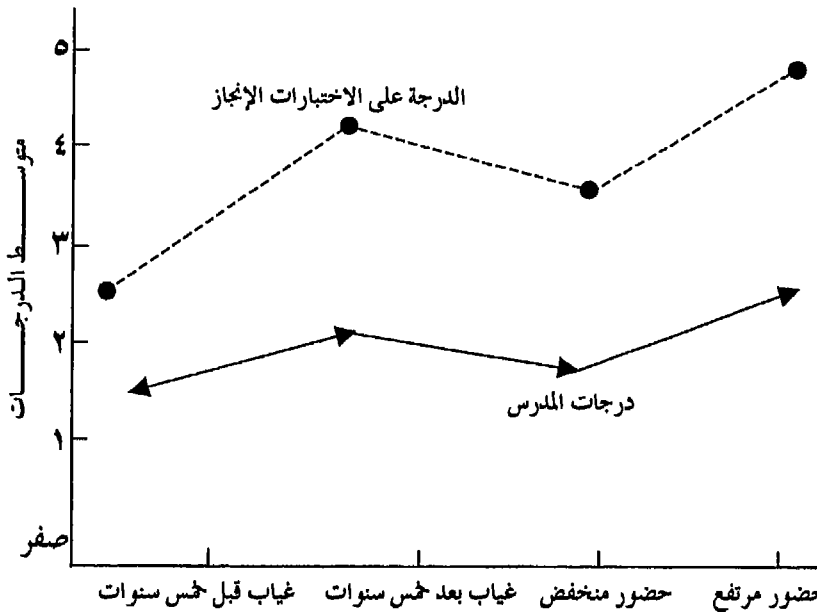 ٥
الدرجة على الاختبارات الإنجاز
٤
متوسط الدرجات
٣
٢
درجات المدرس
١
صفر
غياب قبل خمس سنوات
غياب بعد خمس سنوات
حضور منخفض
حضور مرتفع